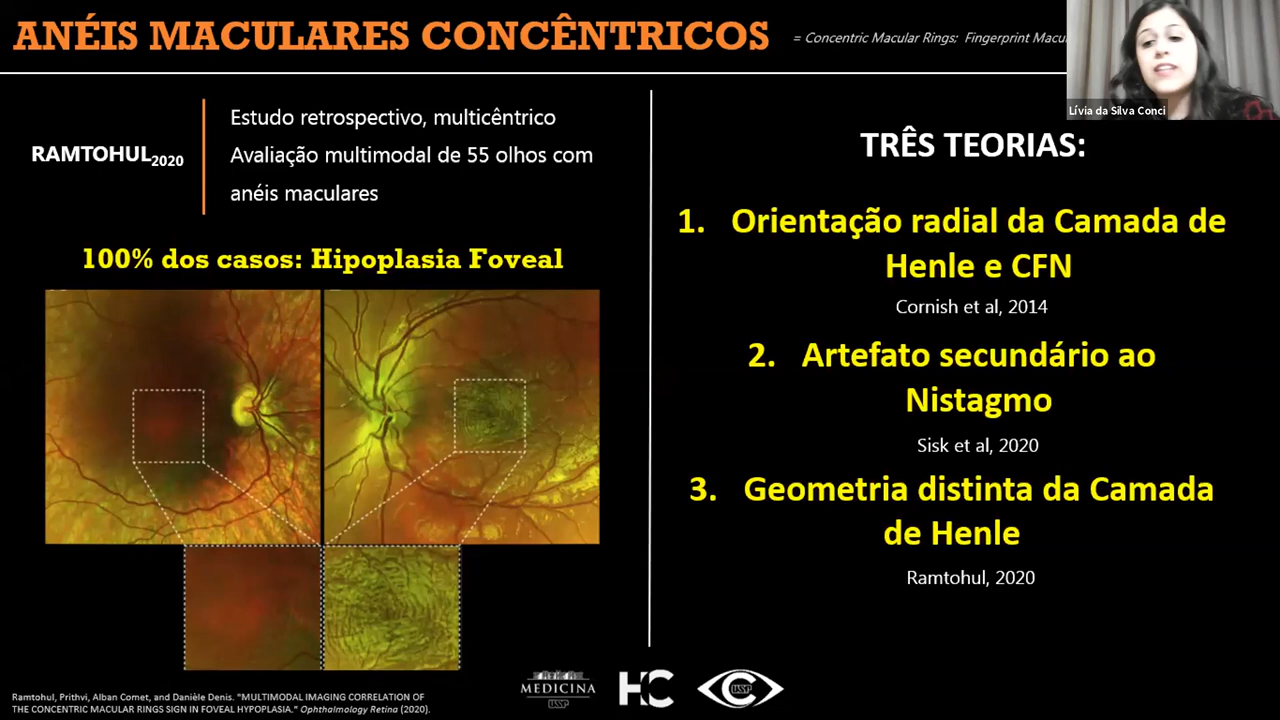 ANÉIS MACULARES CONCÊNTRICOS
= Concentric Macular Rings; Fingerprint
Lívia da Silva Conci
RAMTOHUL2020
Estudo retrospectivo, multicêntrico
Avaliação multimodal de 55 olhos com
anéis maculares
100% dos casos: Hipoplasia Foveal
TRÊS TEORIAS:
1. Orientação radial da Camada de
Henle e CFN
Cornish et al, 2014
2. Artefato secundário ao
Nistagmo
Sisk et al, 2020
3. Geometria distinta da Camada
de Henle
Ramtohul, 2020
Ramtohul, Prithvi, Alban Comet, and Danièle Denis. "MULTIMODAL IMAGING CORRELATION OF
THE CONCENTRIC MACULAR RINGS SIGN IN FOVEAL HYPOPLASIA." Ophthalmology Retina (2020).
MEDICINA
USP
HC
USP